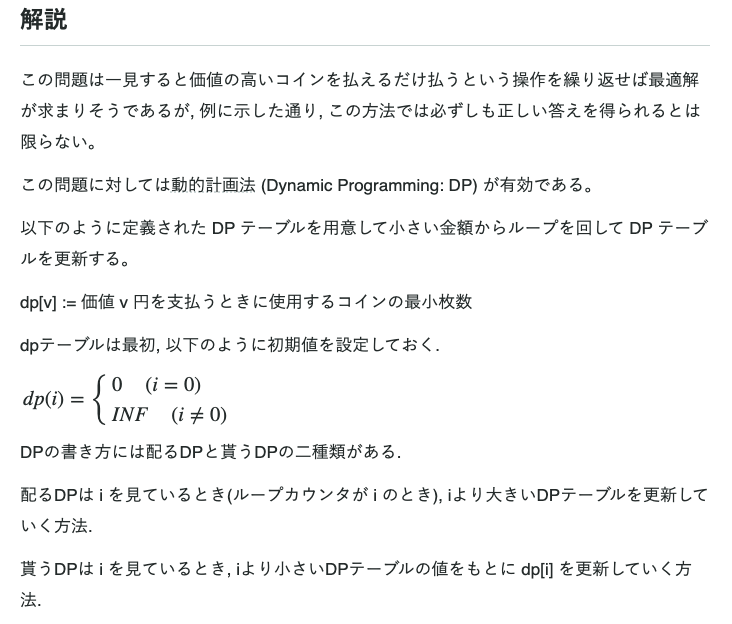 解説
この問題は一見すると価値の高いコインを払えるだけ払うという操作を繰り返せば最適解
が求まりそうであるが, 例に示した通り, この方法では必ずしも正しい答えを得られるとは
限らない。
この問題に対しては動的計画法 (Dynamic Programming: DP) が有効である。
以下のように定義された DP テーブルを用意して小さい金額からループを回して DP テーブ
ルを更新する。
dp[v] := 価値 v 円を支払うときに使用するコインの最小枚数
dpテーブルは最初, 以下のように初期値を設定しておく.
dp(i) = { 0 (i = 0)
INF (i ≠ 0)
DPの書き方には配るDPと貰うDPの二種類がある.
配るDPは i を見ているとき(ループカウンタが i のとき), iより大きいDPテーブルを更新して
いく方法.
貰うDPは i を見ているとき, iより小さいDPテーブルの値をもとに dp[i] を更新していく方
法.